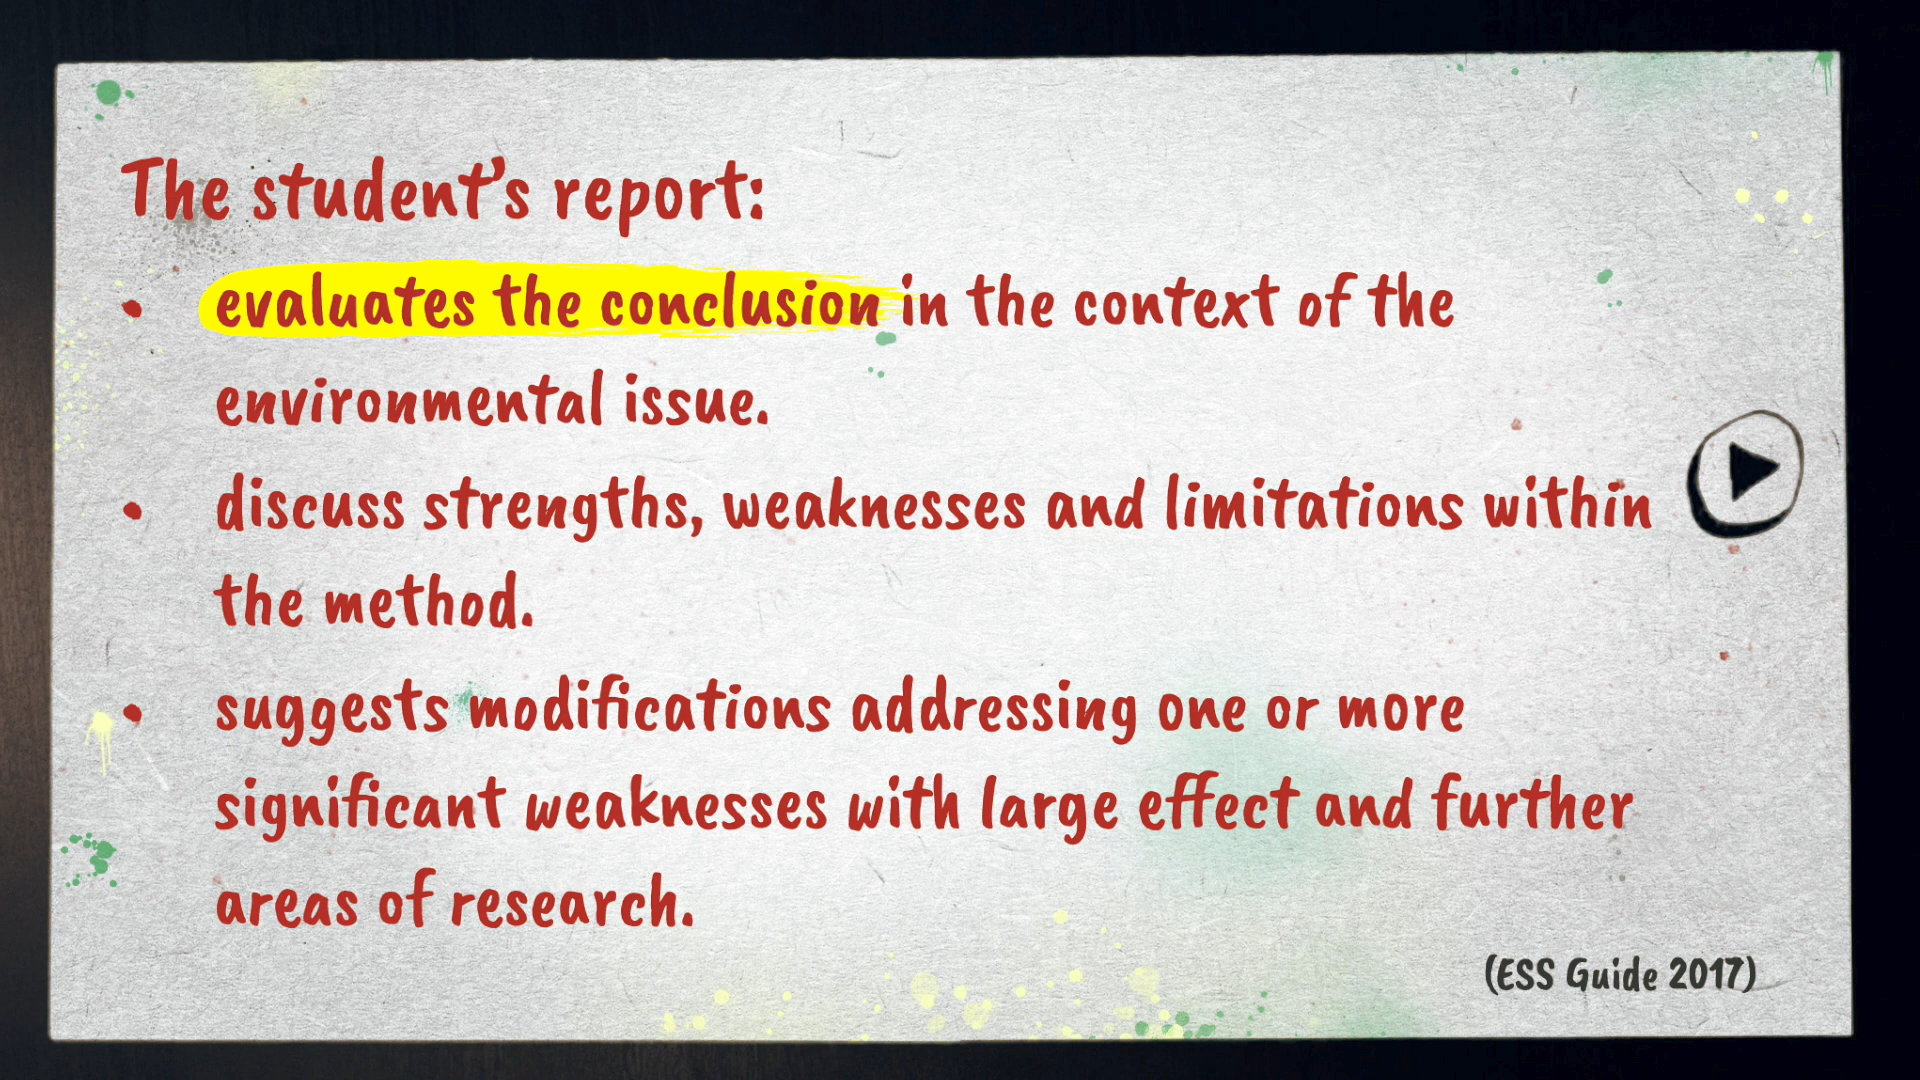 The student’s report:
• evaluates the conclusion in the context of the
environmental issue.
• discuss strengths, weaknesses and limitations within
the method.
• suggests modifications addressing one or more
significant weaknesses with large effect and further
areas of research.
(ESS Guide 2017)